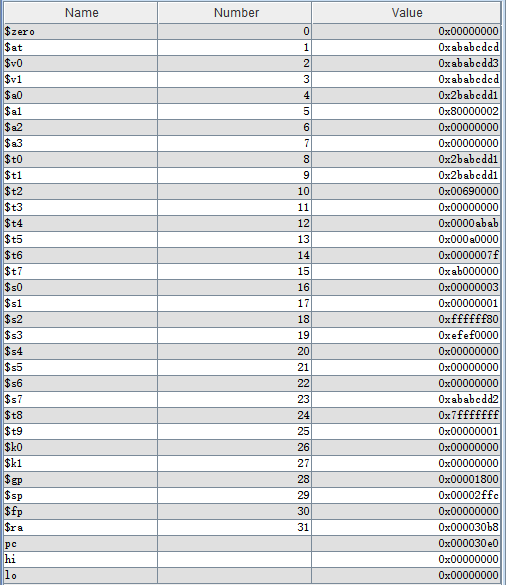 Name Number Value
$zero 0 0x00000000
$at 1 0xababcdcd
$v0 2 0xababcdd3
$v1 3 0xababcdcd
$a0 4 0x2babcdd1
$a1 5 0x80000002
$a2 6 0x00000000
$a3 7 0x00000000
$t0 8 0x2babcdd1
$t1 9 0x2babcdd1
$t2 10 0x00690000
$t3 11 0x00000000
$t4 12 0x0000abab
$t5 13 0x000a0000
$t6 14 0x0000007f
$t7 15 0xab000000
$s0 16 0x00000003
$s1 17 0x00000001
$s2 18 0xffffff80
$s3 19 0xefef0000
$s4 20 0x00000000
$s5 21 0x00000000
$s6 22 0x00000000
$s7 23 0xababcdd2
$t8 24 0x7fffffff
$t9 25 0x00000001
$k0 26 0x00000000
$k1 27 0x00000000
$gp 28 0x00001800
$sp 29 0x00002ffc
$fp 30 0x00000000
$ra 31 0x000030b8
pc 0x000030e0
hi 0x00000000
lo 0x00000000